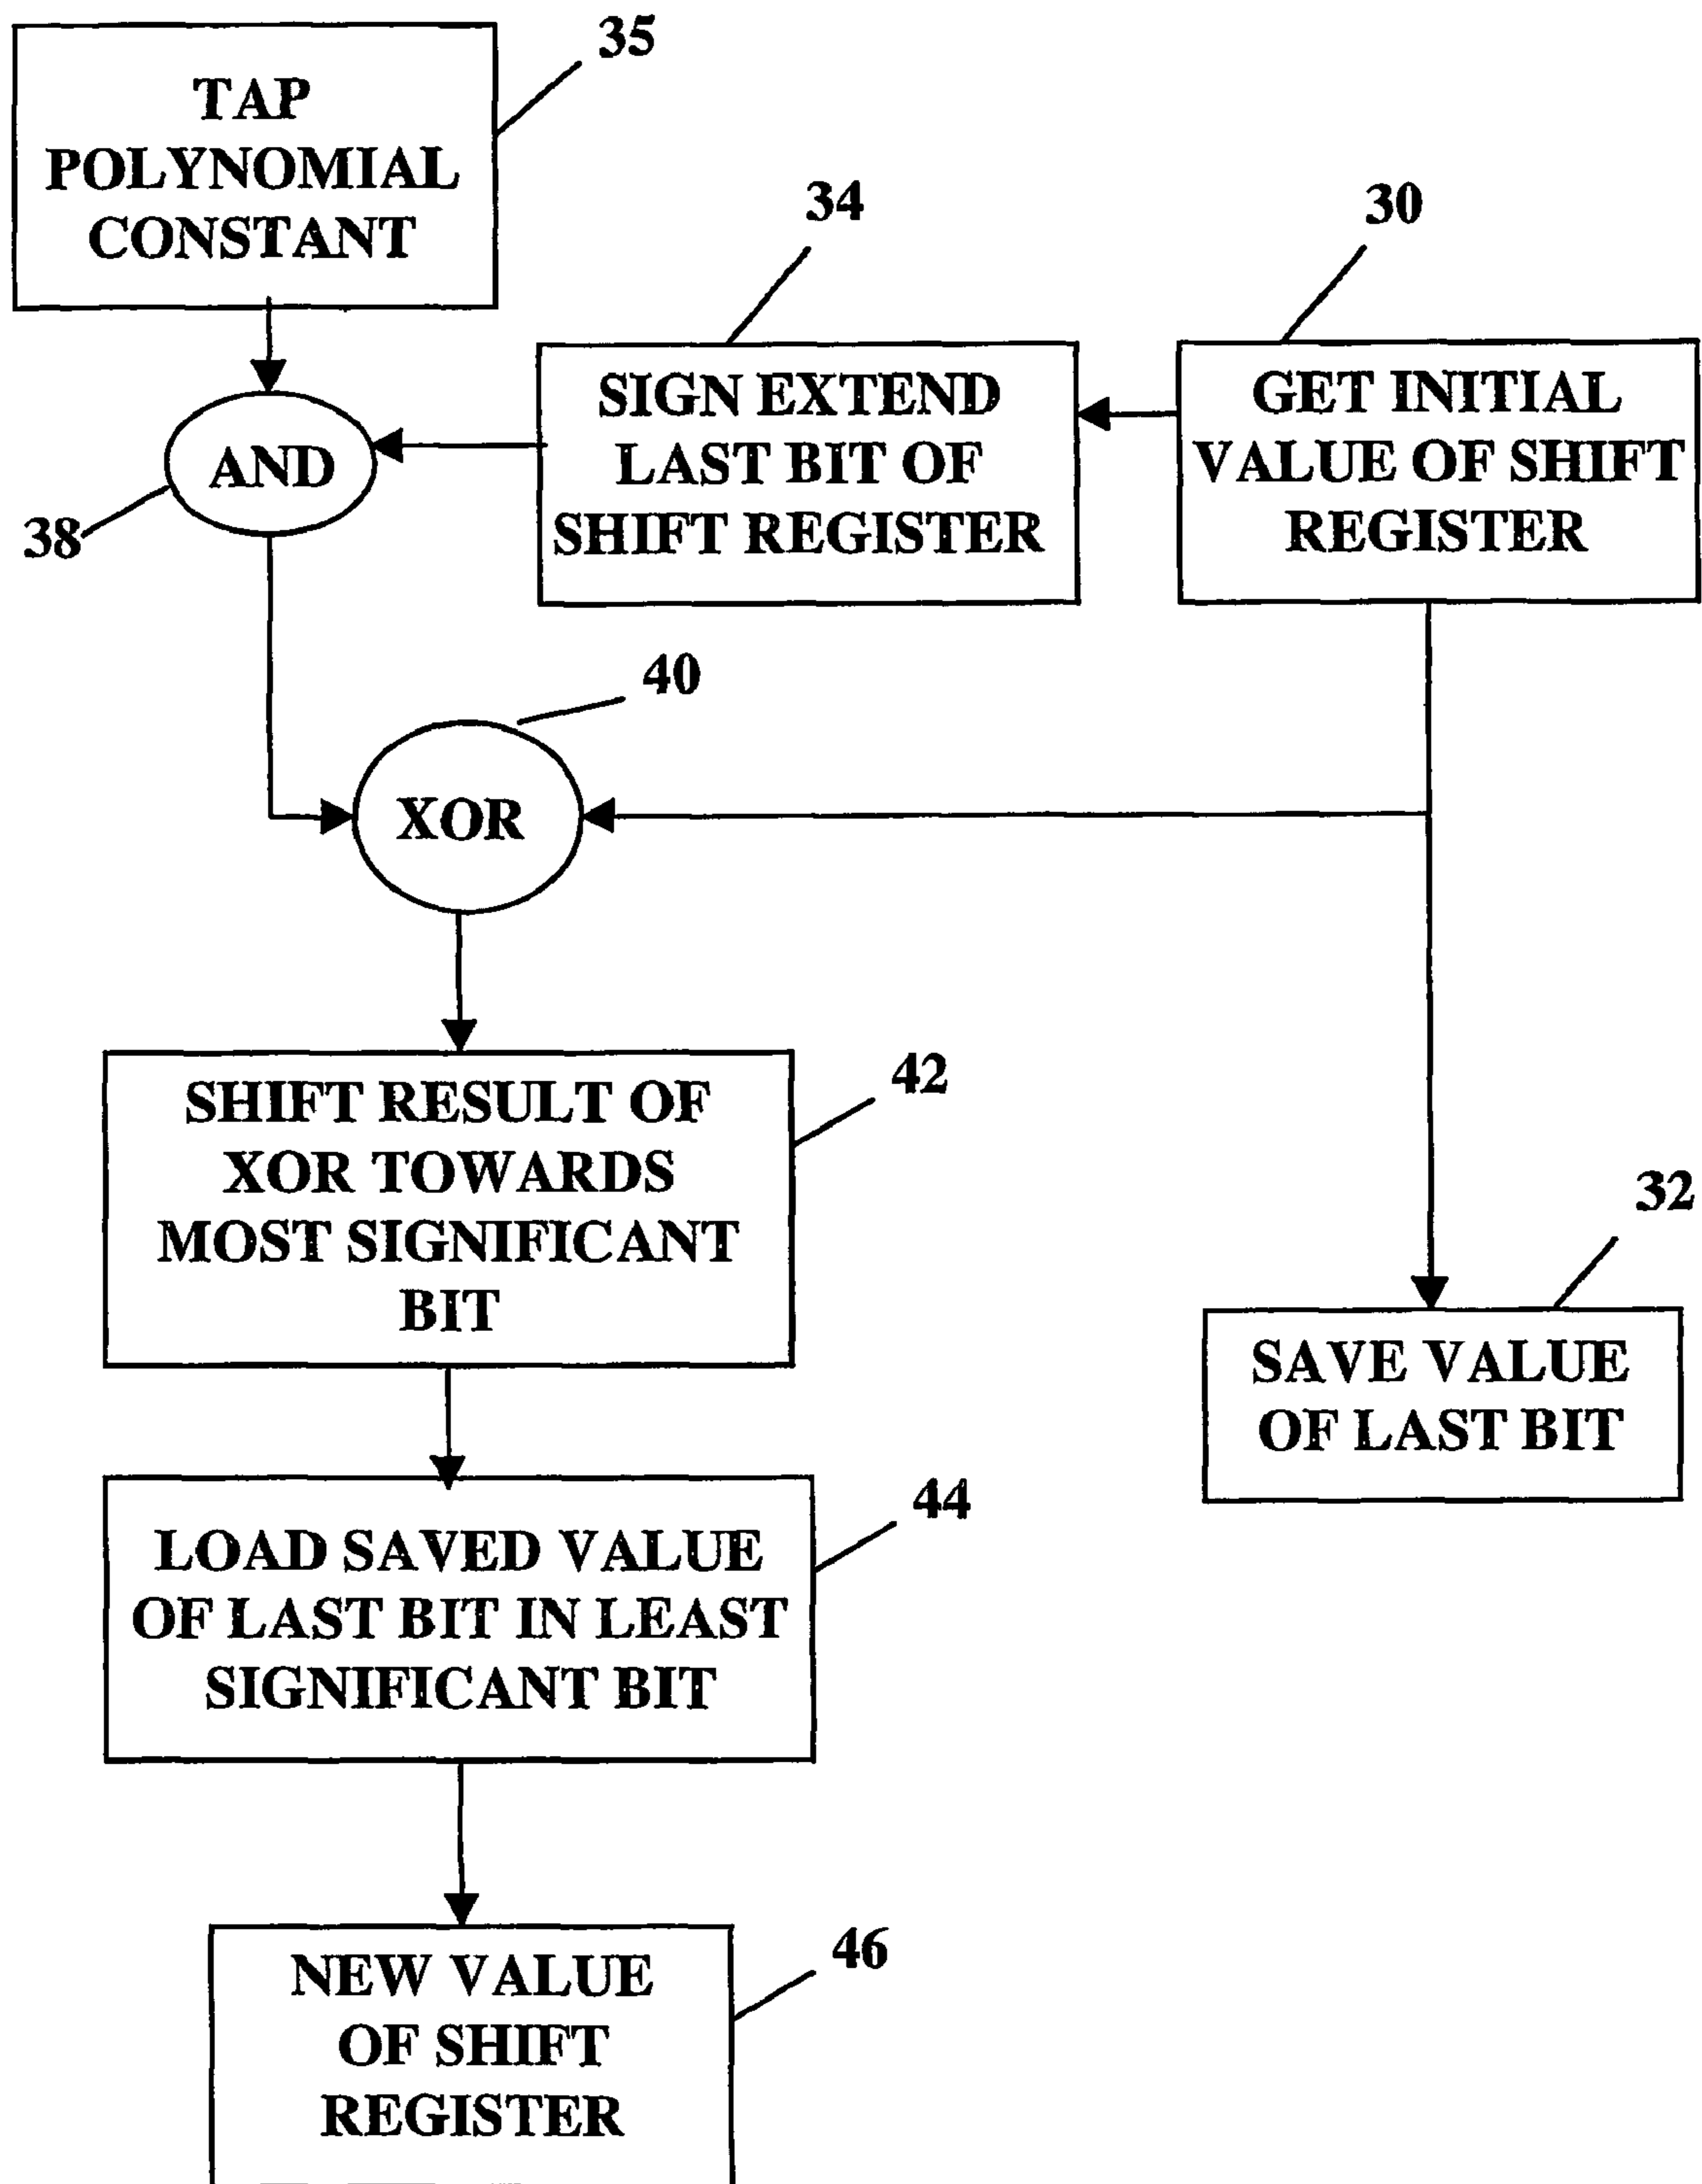 35
TAP
POLYNOMIAL
CONSTANT
34
30
SIGN EXTEND
LAST BIT OF
SHIFT REGISTER
GET INITIAL
VALUE OF SHIFT
REGISTER
AND
38
40
XOR
42
SHIFT RESULT OF
XOR TOWARDS
MOST SIGNIFICANT
BIT
32
SAVE VALUE
OF LAST BIT
44
LOAD SAVED VALUE
OF LAST BIT IN LEAST
SIGNIFICANT BIT
46
NEW VALUE
OF SHIFT
REGISTER